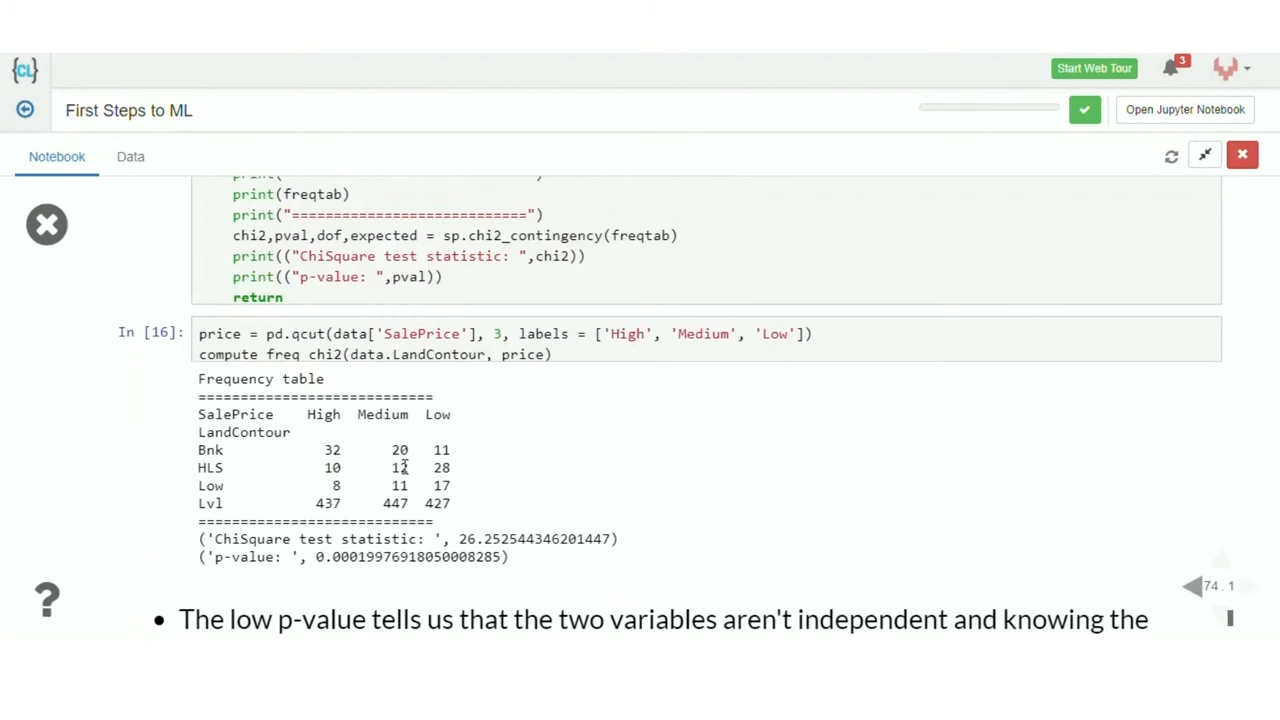 {CL}
Start Web Tour
3
First Steps to ML
Open Jupyter Notebook
Notebook
Data
print(freqtab)
print("============================")
chi2,pval,dof,expected = sp.chi2_contingency(freqtab)
print(("ChiSquare test statistic: ",chi2))
print(("p-value: ",pval))
return
In [16]:
price = pd.qcut(data['SalePrice'], 3, labels = ['High', 'Medium', 'Low'])
compute_freq_chi2(data.LandContour, price)
Frequency table
============================
SalePrice High Medium Low
LandContour
Bnk 32 20 11
HLS 10 12 28
Low 8 11 17
Lvl 437 447 427
============================
('ChiSquare test statistic: ', 26.252544346201447)
('p-value: ', 0.00019976918050008285)
?
74.1
• The low p-value tells us that the two variables aren't independent and knowing the